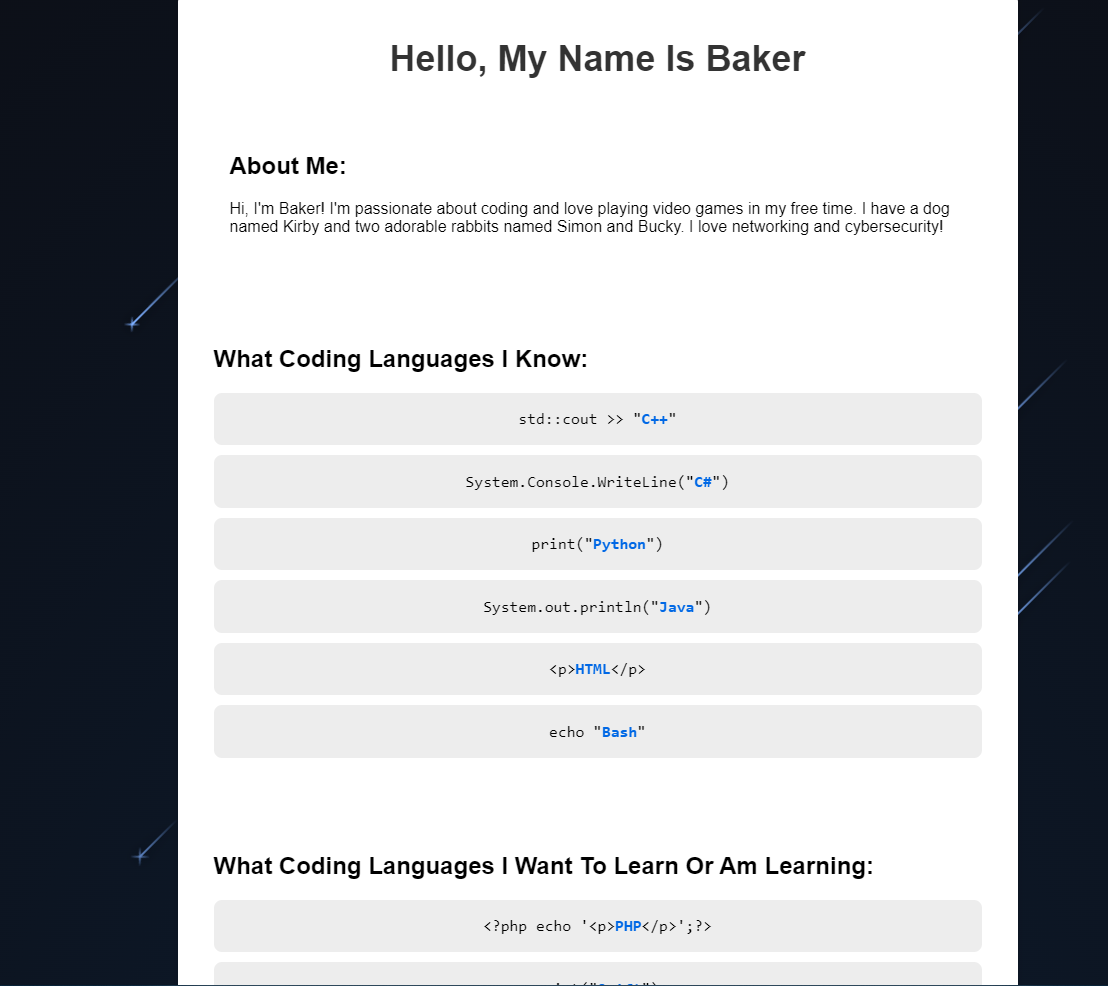 Hello, My Name Is Baker
About Me:
Hi, I'm Baker! I'm passionate about coding and love playing video games in my free time. I have a dog
named Kirby and two adorable rabbits named Simon and Bucky. I love networking and cybersecurity!
What Coding Languages I Know:
std::cout >> "C++"
System.Console.WriteLine("C#")
print("Python")
System.out.println("Java")
<p>HTML</p>
echo "Bash"
What Coding Languages I Want To Learn Or Am Learning:
<?php echo '<p>PHP</p>';?>